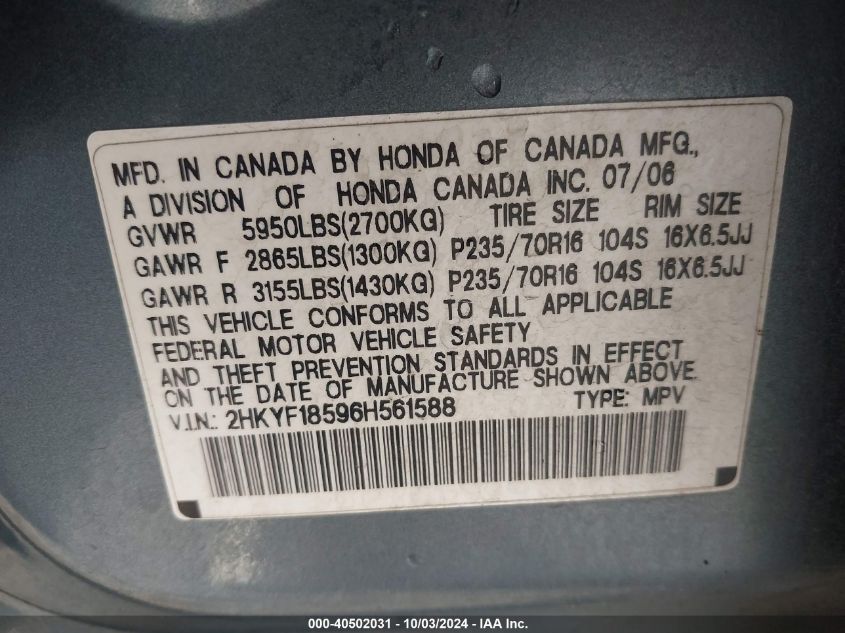 MFD. IN CANADA BY HONDA OF CANADA MFG.,
A DIVISION OF HONDA CANADA INC. 07/06
GVWR 5950LBS(2700KG) TIRE SIZE RIM SIZE
GAWR F 2865LBS(1300KG) P235/70R16 104S 16X6.5JJ
GAWR R 3155LBS(1430KG) P235/70R16 104S 16X6.5JJ
THIS VEHICLE CONFORMS TO ALL APPLICABLE
FEDERAL MOTOR VEHICLE SAFETY
AND THEFT PREVENTION STANDARDS IN EFFECT
ON THE DATE OF MANUFACTURE SHOWN ABOVE.
V.I.N.: 2HKYF18596H561588 TYPE: MPV
000-40502031 - 10/03/2024 - IAA Inc.